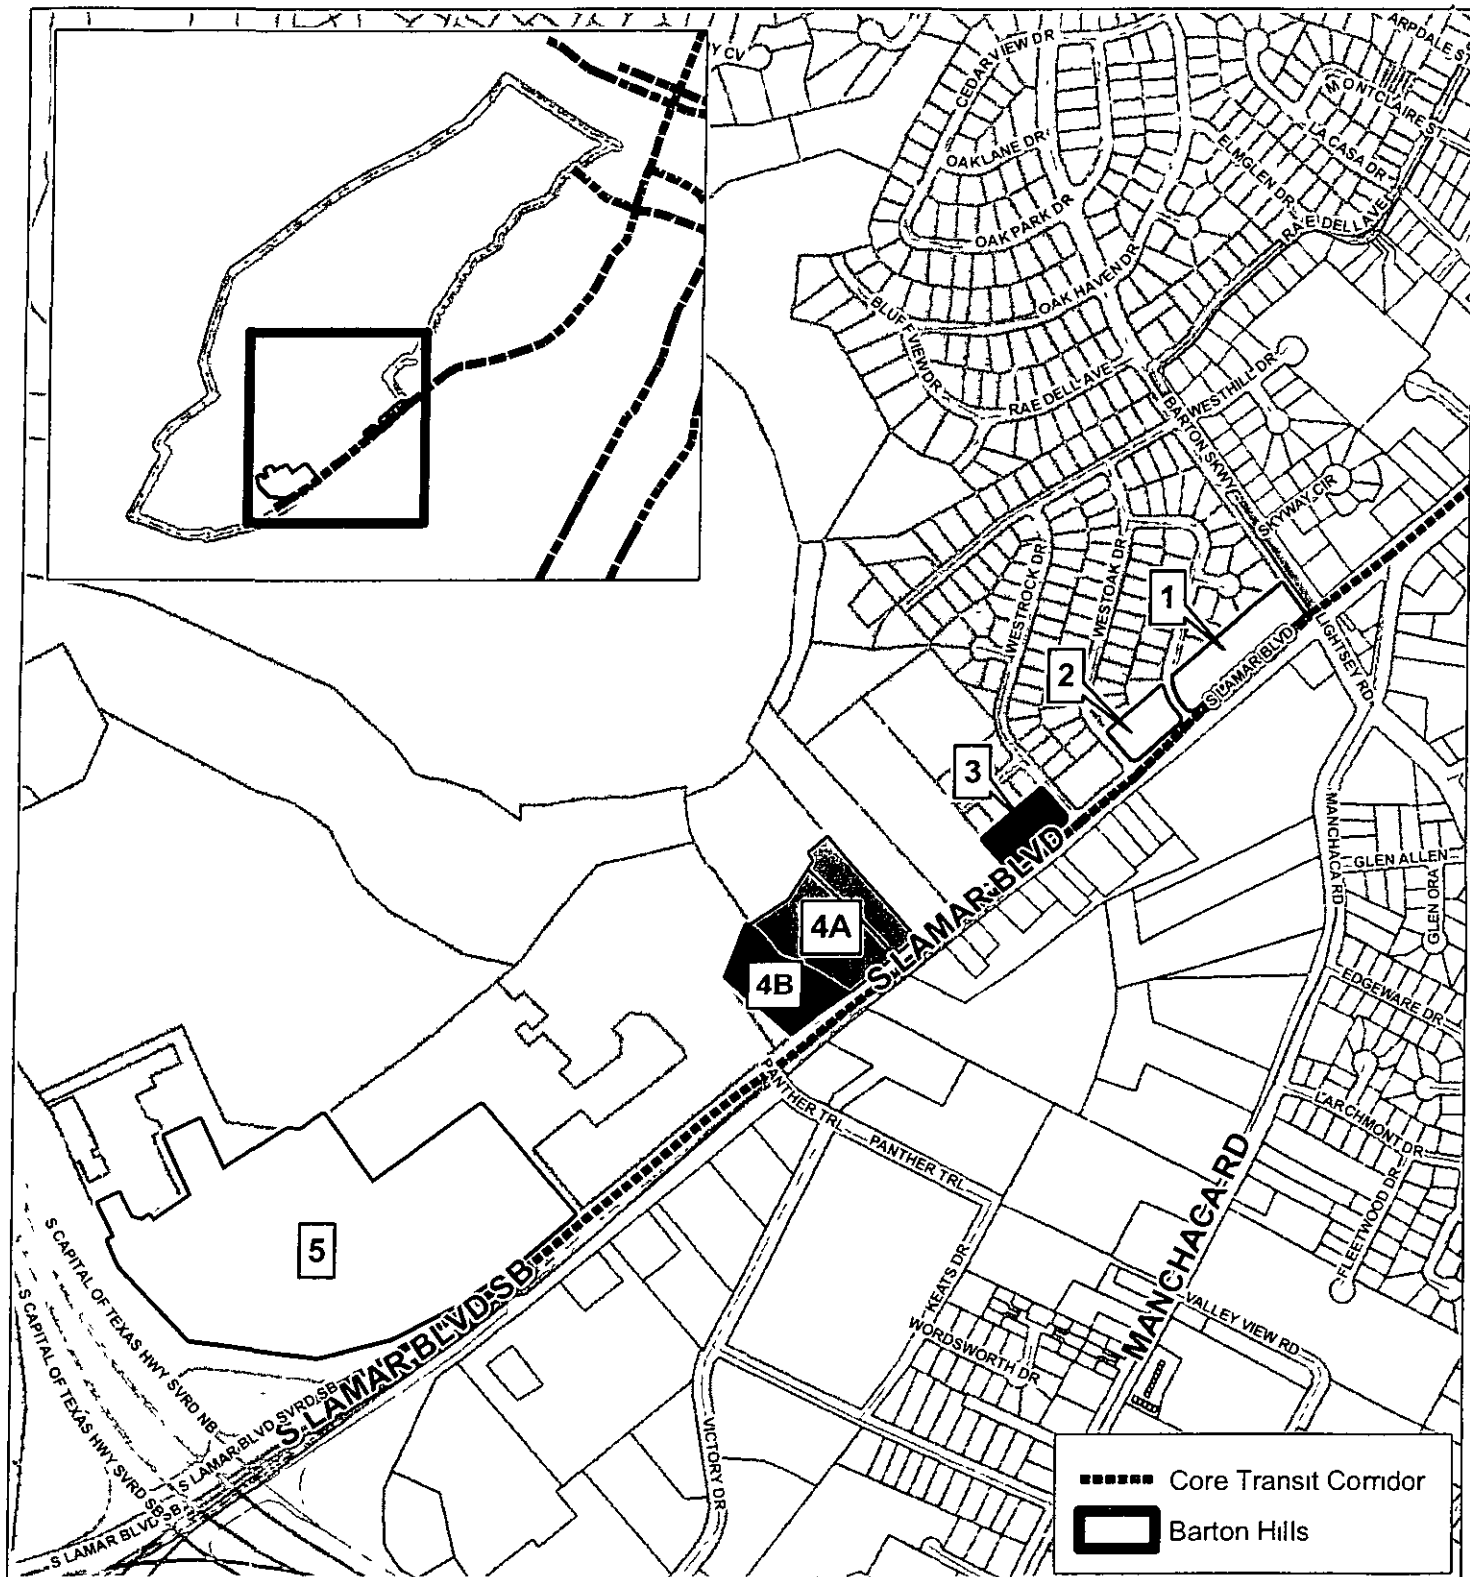 Y CV
CEDARVIEW DR
ARPDALE ST
MONTCLAIRE ST
LA CASA DR
OAKLANE DR
ELMGLEN DR
OAK PARK DR
RAE DELL AVE
OAK HAVEN DR
BLUFFVIEW DR
WESTHILL DR
RAE DELL AVE
BARTON SKWY
SKYWAY CIR
WESTROCK DR
WESTOAK DR
1
LIGHTSEY RD
S LAMAR BLVD
2
3
MANCHACA RD
GLEN ALLEN
GLEN ORA
S LAMAR BLVD
4A
4B
EDGEWARE DR
PANTHER TRL
LARCHMONT DR
PANTHER TRL
MANCHACA RD
FLEETWOOD DR
5
KEATS DR
S CAPITAL OF TEXAS HWY SVRD NB
S CAPITAL OF TEXAS HWY SVRD SB
S LAMAR BLVD SB
VALLEY VIEW RD
WORDSWORTH DR
S LAMAR BLVD SVRD SB
VICTORY DR
S LAMAR BLVD SB
Core Transit Corridor
Barton Hills